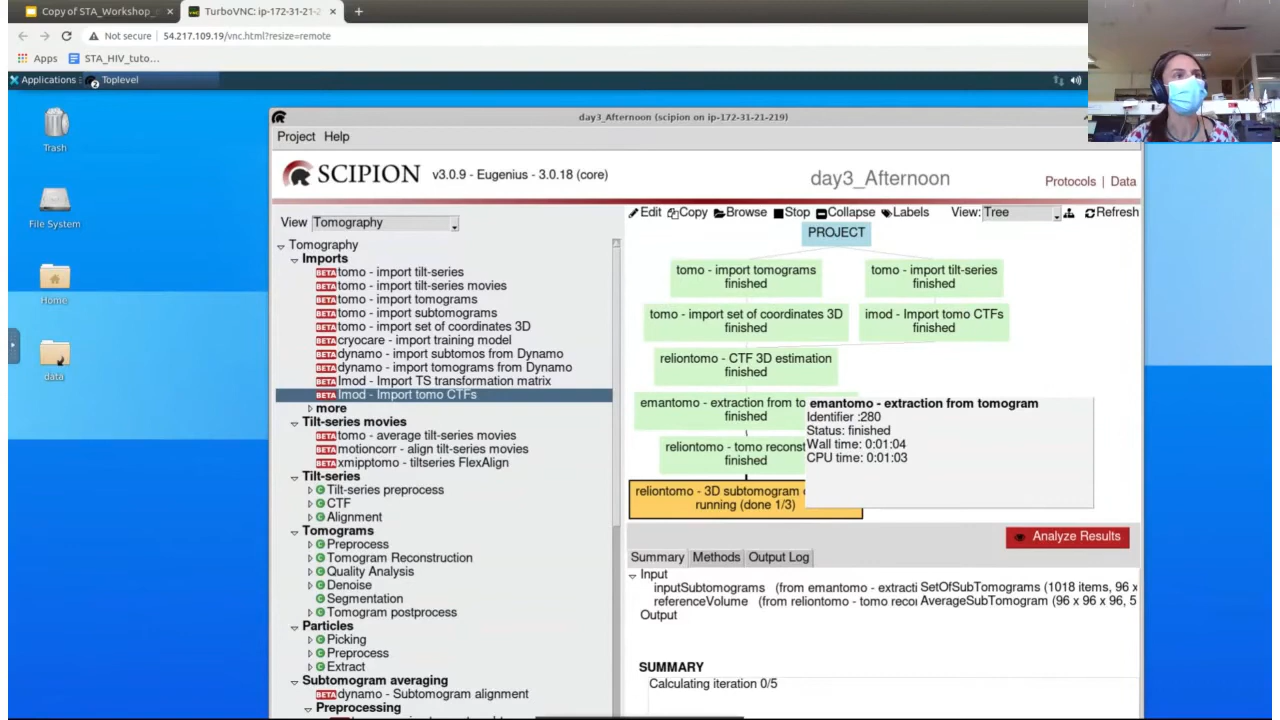 Copy of STA_Workshop_
TurboVNC: ip-172-31-21-2
Not secure | 54.217.109.19/vnc.html?resize=remote
Apps
STA_HIV_tuto…
Applications
Toplevel
Trash
File System
Home
data
day3_Afternoon (scipion on ip-172-31-21-219)
Project Help
SCIPION v3.0.9 - Eugenius - 3.0.18 (core)
day3_Afternoon
Protocols | Data
View Tomography
Tomography
Imports
BETA tomo - import tilt-series
BETA tomo - import tilt-series movies
BETA tomo - import tomograms
BETA tomo - import subtomograms
BETA tomo - import set of coordinates 3D
BETA cryocare - import training model
BETA dynamo - import subtomos from Dynamo
BETA dynamo - import tomograms from Dynamo
BETA Imod - Import TS transformation matrix
BETA Imod - Import tomo CTFs
more
Tilt-series movies
BETA tomo - average tilt-series movies
BETA motioncorr - align tilt-series movies
BETA xmipptomo - tiltseries FlexAlign
Tilt-series
Tilt-series preprocess
CTF
Alignment
Tomograms
Preprocess
Tomogram Reconstruction
Quality Analysis
Denoise
Segmentation
Tomogram postprocess
Particles
Picking
Preprocess
Extract
Subtomogram averaging
BETA dynamo - Subtomogram alignment
Preprocessing
Edit Copy Browse Stop Collapse Labels View: Tree Refresh
PROJECT
tomo - import tomograms
finished
tomo - import tilt-series
finished
tomo - import set of coordinates 3D
finished
imod - Import tomo CTFs
finished
reliontomo - CTF 3D estimation
finished
emantomo - extraction from to
finished
reliontomo - tomo reconst
finished
reliontomo - 3D subtomogram
running (done 1/3)
emantomo - extraction from tomogram
Identifier :280
Status: finished
Wall time: 0:01:04
CPU time: 0:01:03
Analyze Results
Summary Methods Output Log
Input
inputSubtomograms (from emantomo - extracti SetOfSubTomograms (1018 items, 96 x
referenceVolume (from reliontomo - tomo recoi AverageSubTomogram (96 x 96 x 96, 5
Output
SUMMARY
Calculating iteration 0/5